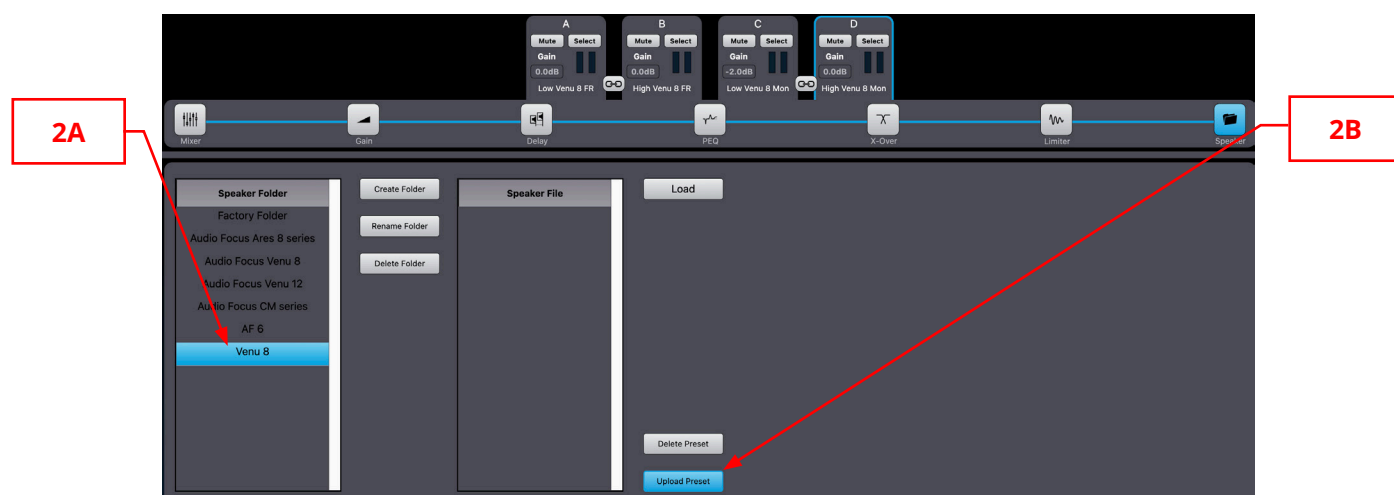 A B C D
Mute Select Mute Select Mute Select Mute Select
Gain Gain Gain Gain
0.0dB 0.0dB -2.0dB 0.0dB
Low Venu 8 FR High Venu 8 FR Low Venu 8 Mon High Venu 8 Mon
2A
2B
Mixer Gain Delay PEQ X-Over Limiter Speaker
Speaker Folder
Factory Folder
Audio Focus Ares 8 series
Audio Focus Venu 8
Audio Focus Venu 12
Audio Focus CM series
AF 6
Venu 8
Create Folder
Rename Folder
Delete Folder
Speaker File
Load
Delete Preset
Upload Preset